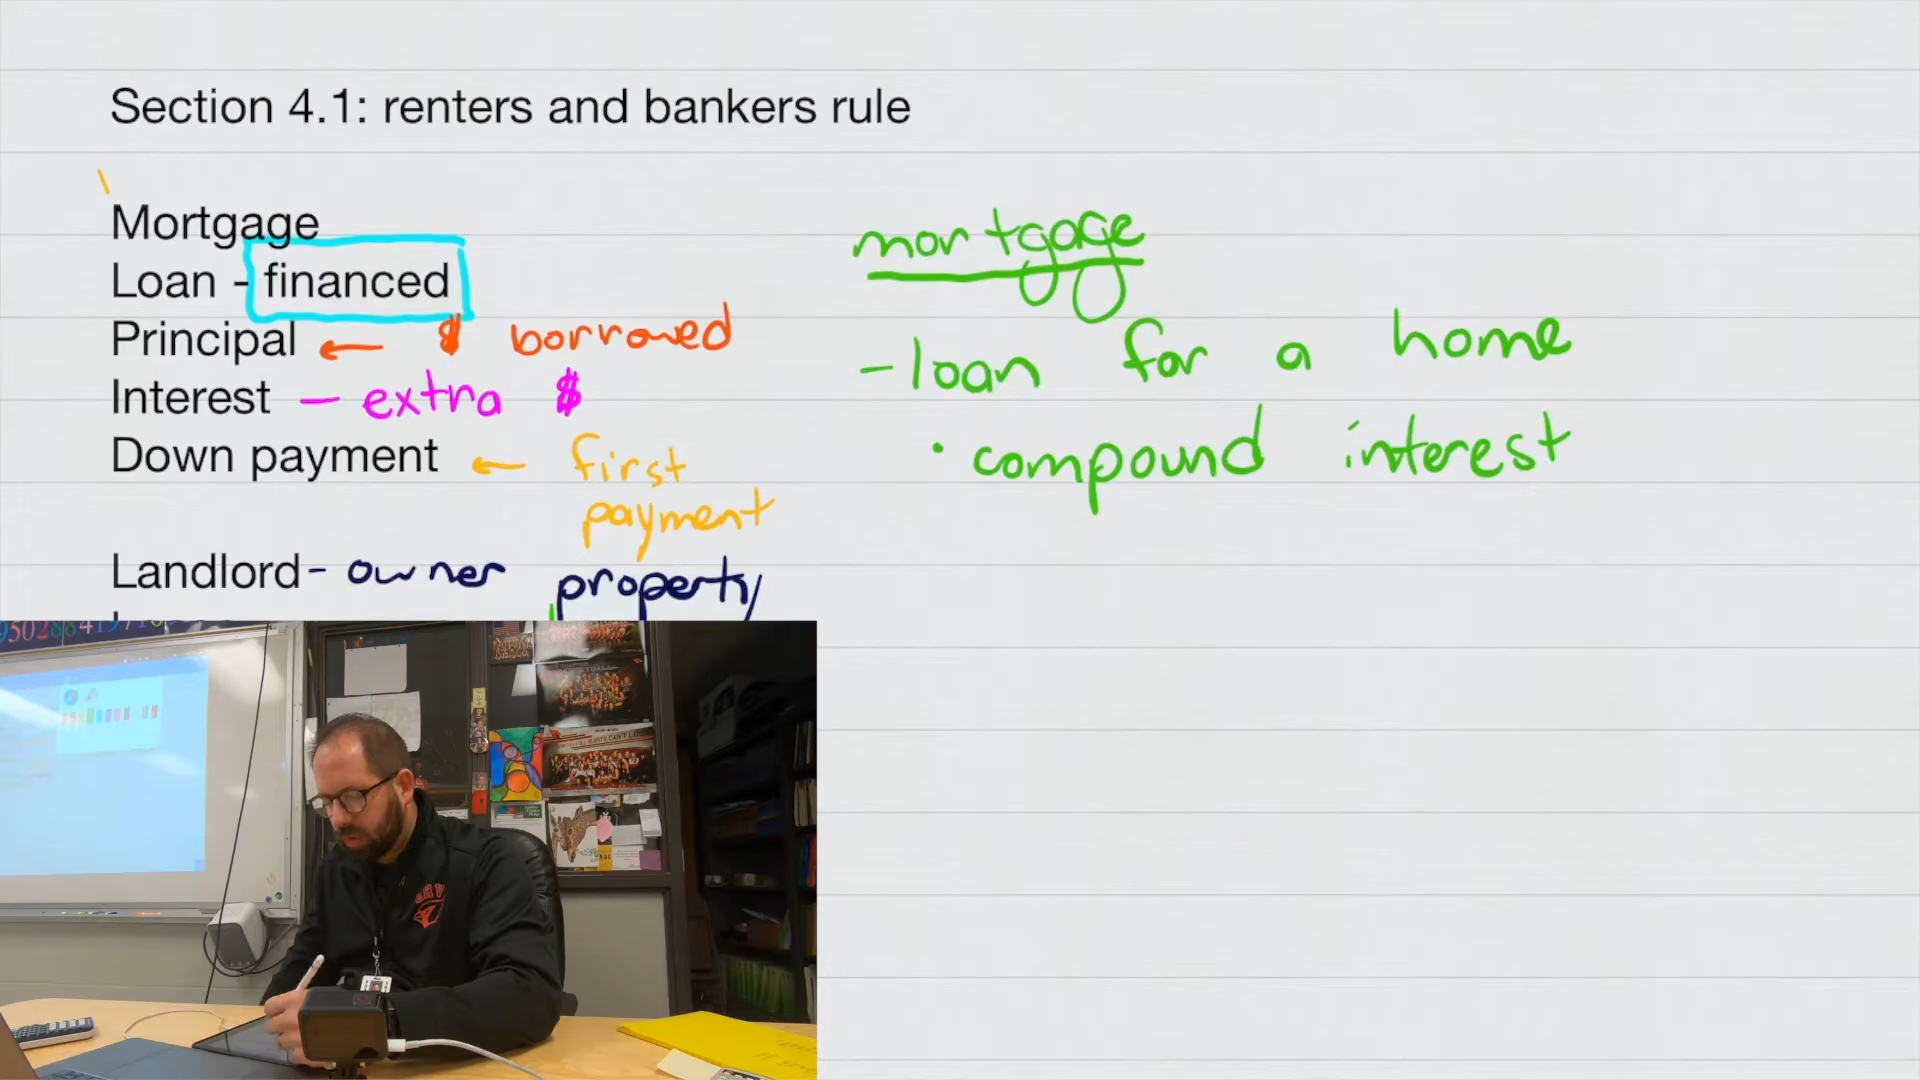 Section 4.1: renters and bankers rule
Mortgage
Loan - financed
Principal ← $ borrowed
Interest — extra $
Down payment ← first
payment
Landlord - owner property
mortgage
- loan for a home
• compound interest